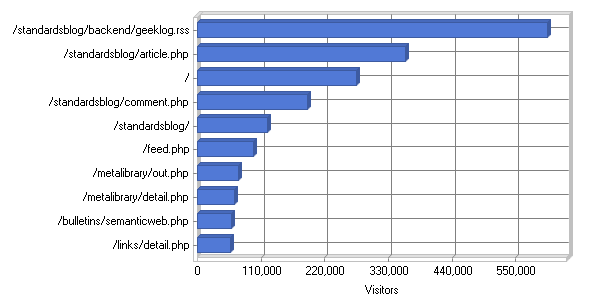 /standardsblog/backend/geeklog.rss
/standardsblog/article.php
/
/standardsblog/comment.php
/standardsblog/
/feed.php
/metalibrary/out.php
/metalibrary/detail.php
/bulletins/semanticweb.php
/links/detail.php
0 110,000 220,000 330,000 440,000 550,000
Visitors